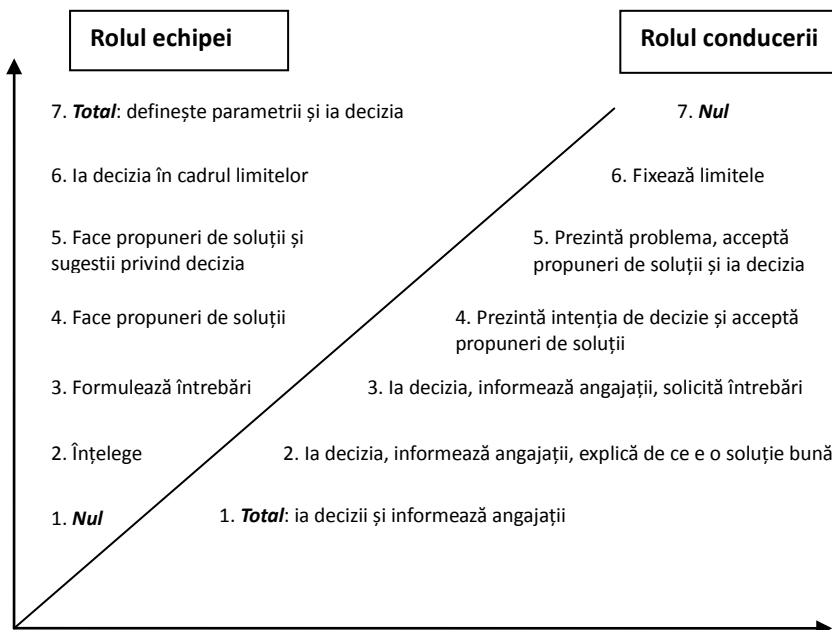 Rolul echipei
Rolul conducerii
7. Total: definește parametrii și ia decizia
7. Nul
6. Ia decizia în cadrul limitelor
6. Fixează limitele
5. Face propuneri de soluții și
sugestii privind decizia
5. Prezintă problema, acceptă
propuneri de soluții și ia decizia
4. Face propuneri de soluții
4. Prezintă intenția de decizie și acceptă
propuneri de soluții
3. Formulează întrebări
3. Ia decizia, informează angajații, solicită întrebări
2. Înțelege
2. Ia decizia, informează angajații, explică de ce e o soluție bună
1. Nul
1. Total: ia decizii și informează angajații